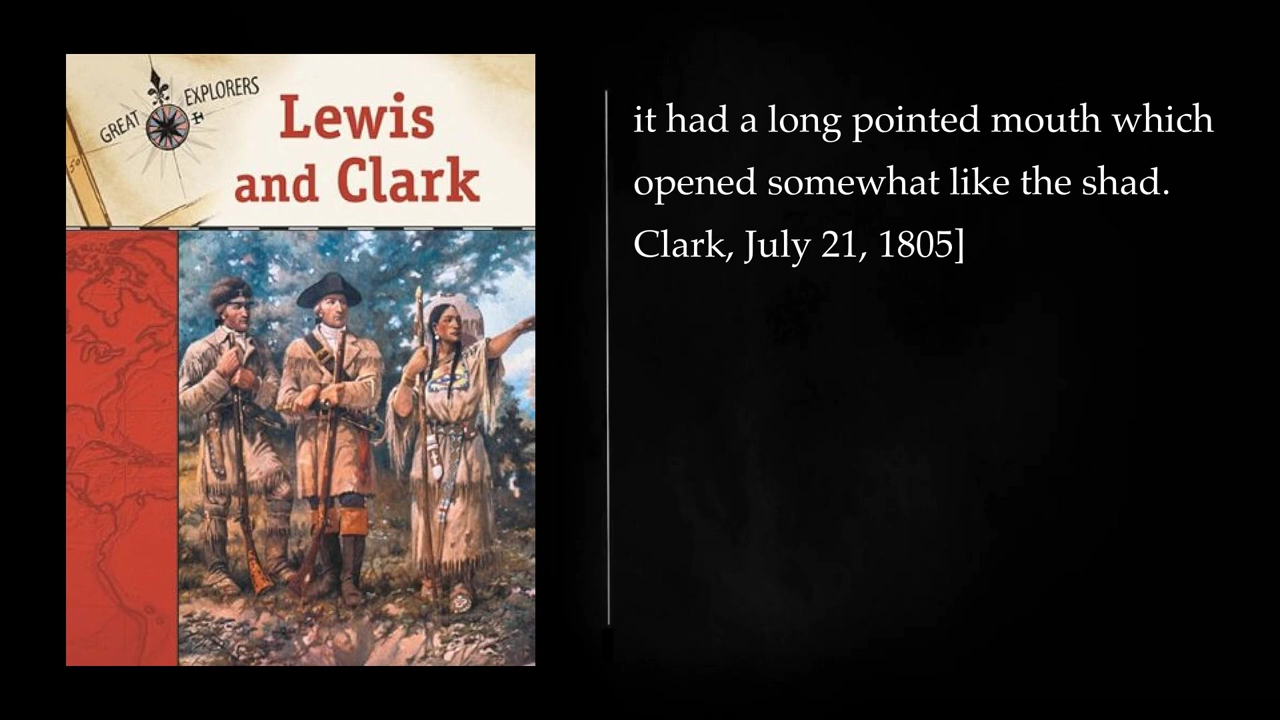 GREAT EXPLORERS
Lewis
and Clark
50
E
it had a long pointed mouth which
opened somewhat like the shad.
Clark, July 21, 1805]